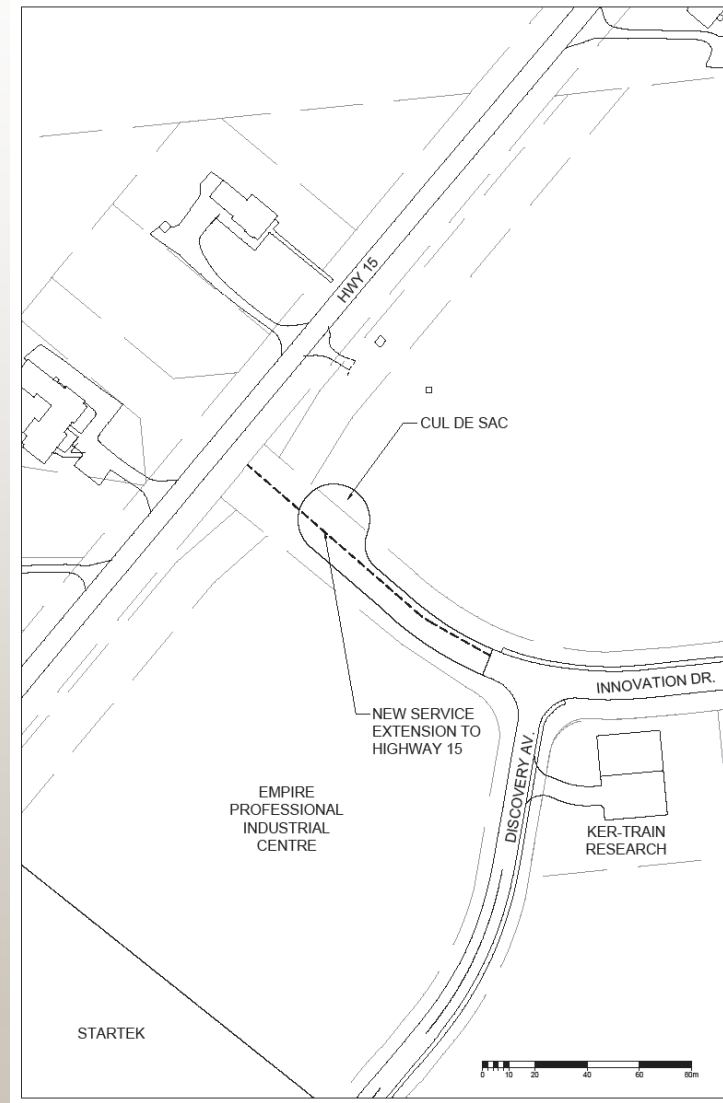 HWY 15
CUL DE SAC
INNOVATION DR.
NEW SERVICE
EXTENSION TO
HIGHWAY 15
DISCOVERY AV.
EMPIRE
PROFESSIONAL
INDUSTRIAL
CENTRE
KER-TRAIN
RESEARCH
STARTEK
0 10 20 40 60 80m